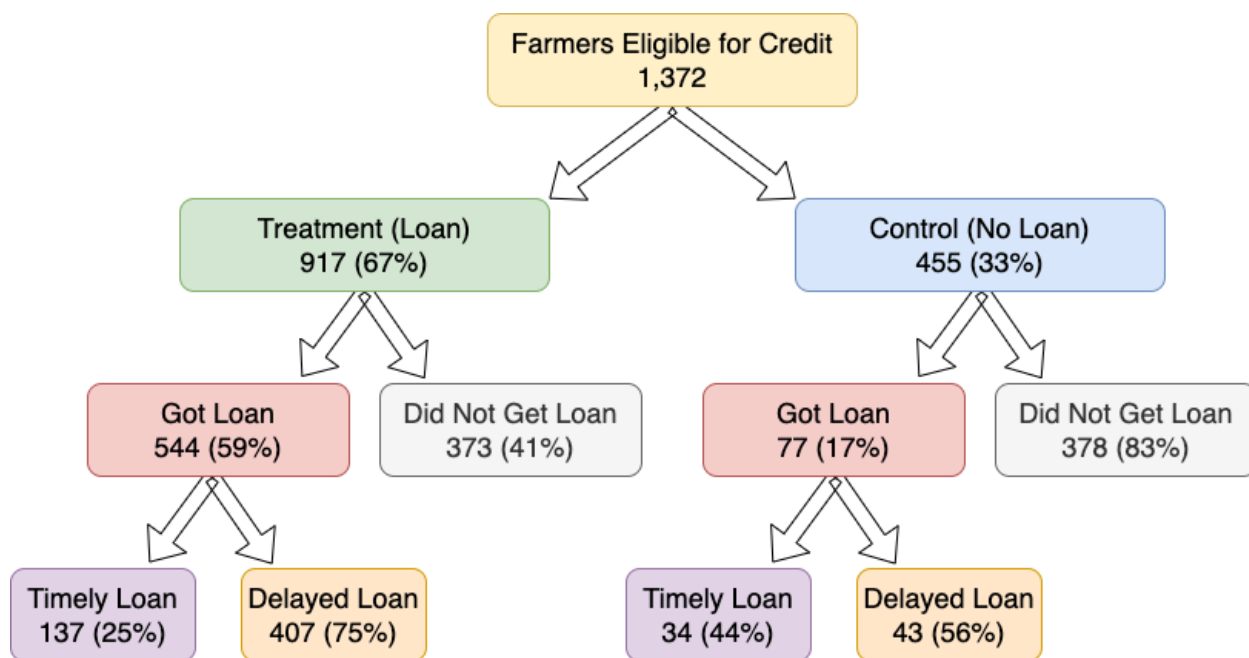 Farmers Eligible for Credit
1,372
Treatment (Loan)
917 (67%)
Control (No Loan)
455 (33%)
Got Loan
544 (59%)
Did Not Get Loan
373 (41%)
Got Loan
77 (17%)
Did Not Get Loan
378 (83%)
Timely Loan
137 (25%)
Delayed Loan
407 (75%)
Timely Loan
34 (44%)
Delayed Loan
43 (56%)